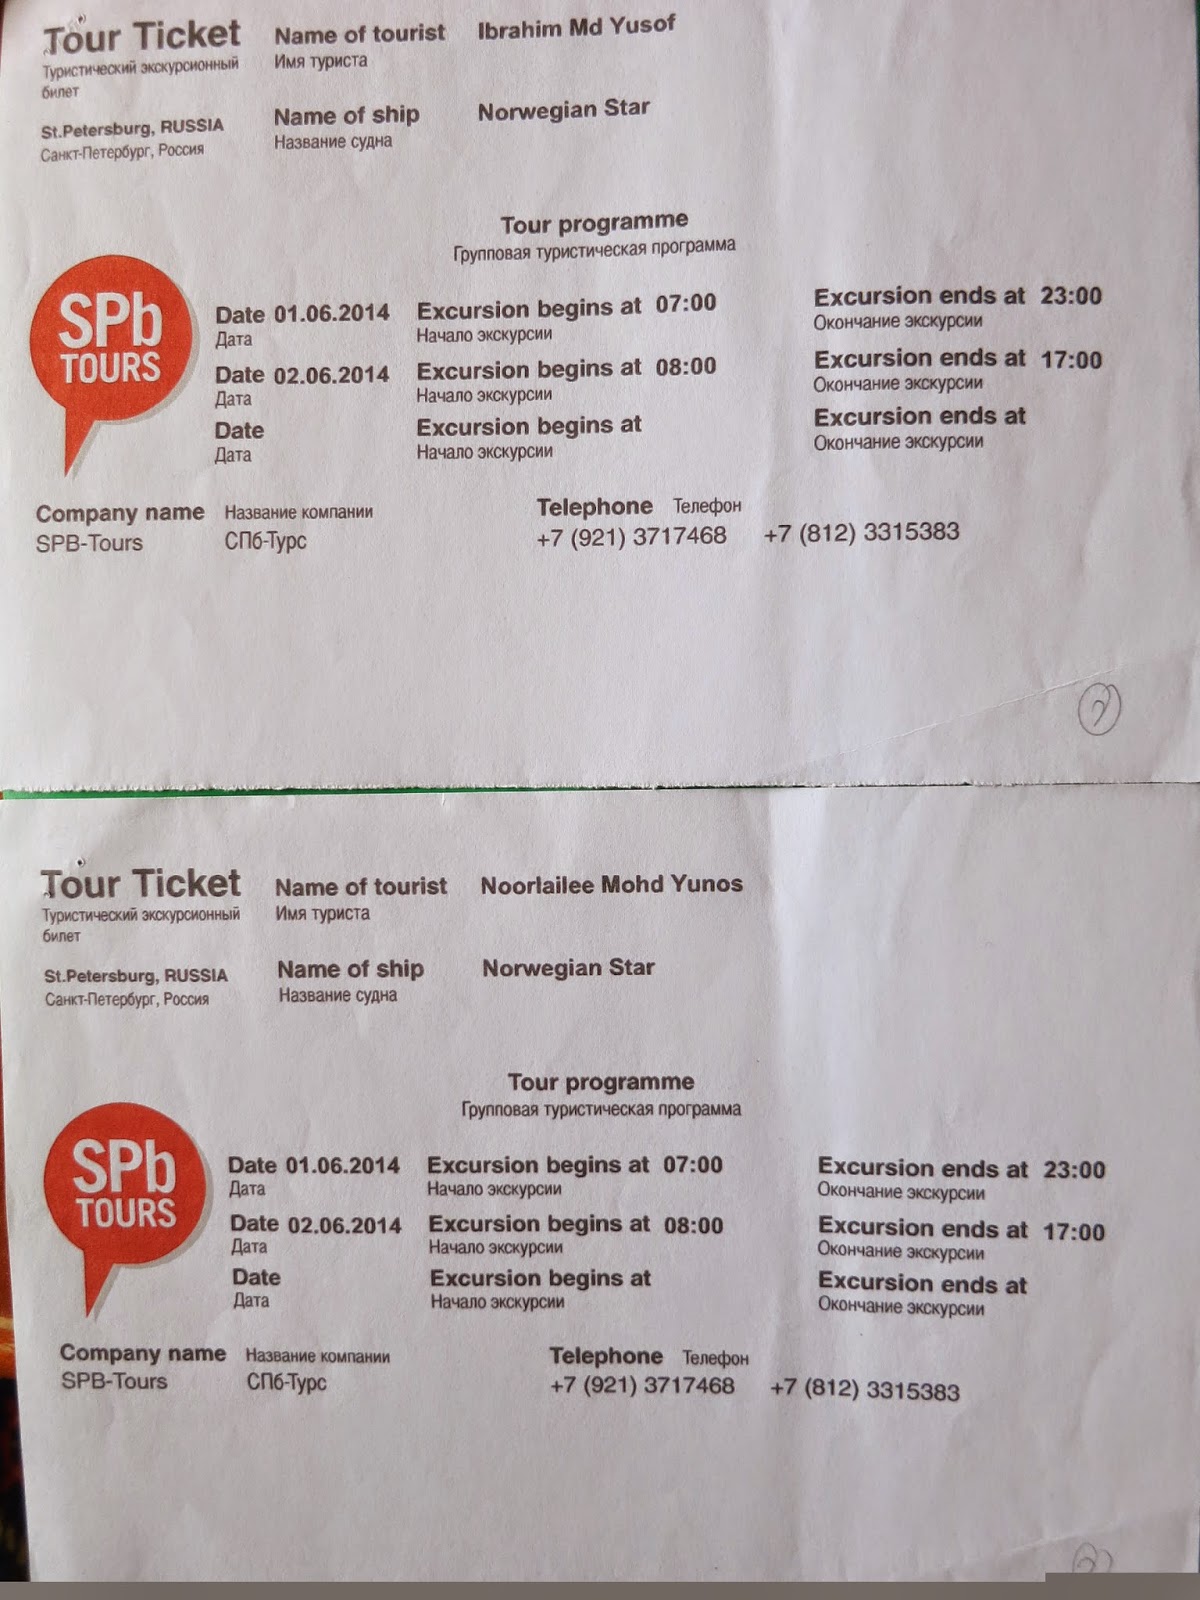 Tour Ticket Name of tourist Ibrahim Md Yusof
Туристический экскурсионный Имя туриста
билет
St.Petersburg, RUSSIA Name of ship Norwegian Star
Санкт-Петербург, Россия Название судна
Tour programme
Групповая туристическая программа
SPb
TOURS
Date 01.06.2014 Excursion begins at 07:00 Excursion ends at 23:00
Дата Начало экскурсии Окончание экскурсии
Date 02.06.2014 Excursion begins at 08:00 Excursion ends at 17:00
Дата Начало экскурсии Окончание экскурсии
Date Excursion begins at Excursion ends at
Дата Начало экскурсии Окончание экскурсии
Company name Название компании Telephone Телефон
SPB-Tours СПб-Турс +7 (921) 3717468 +7 (812) 3315383
Tour Ticket Name of tourist Noorlailee Mohd Yunos
Туристический экскурсионный Имя туриста
билет
St.Petersburg, RUSSIA Name of ship Norwegian Star
Санкт-Петербург, Россия Название судна
Tour programme
Групповая туристическая программа
SPb
TOURS
Date 01.06.2014 Excursion begins at 07:00 Excursion ends at 23:00
Дата Начало экскурсии Окончание экскурсии
Date 02.06.2014 Excursion begins at 08:00 Excursion ends at 17:00
Дата Начало экскурсии Окончание экскурсии
Date Excursion begins at Excursion ends at
Дата Начало экскурсии Окончание экскурсии
Company name Название компании Telephone Телефон
SPB-Tours СПб-Турс +7 (921) 3717468 +7 (812) 3315383